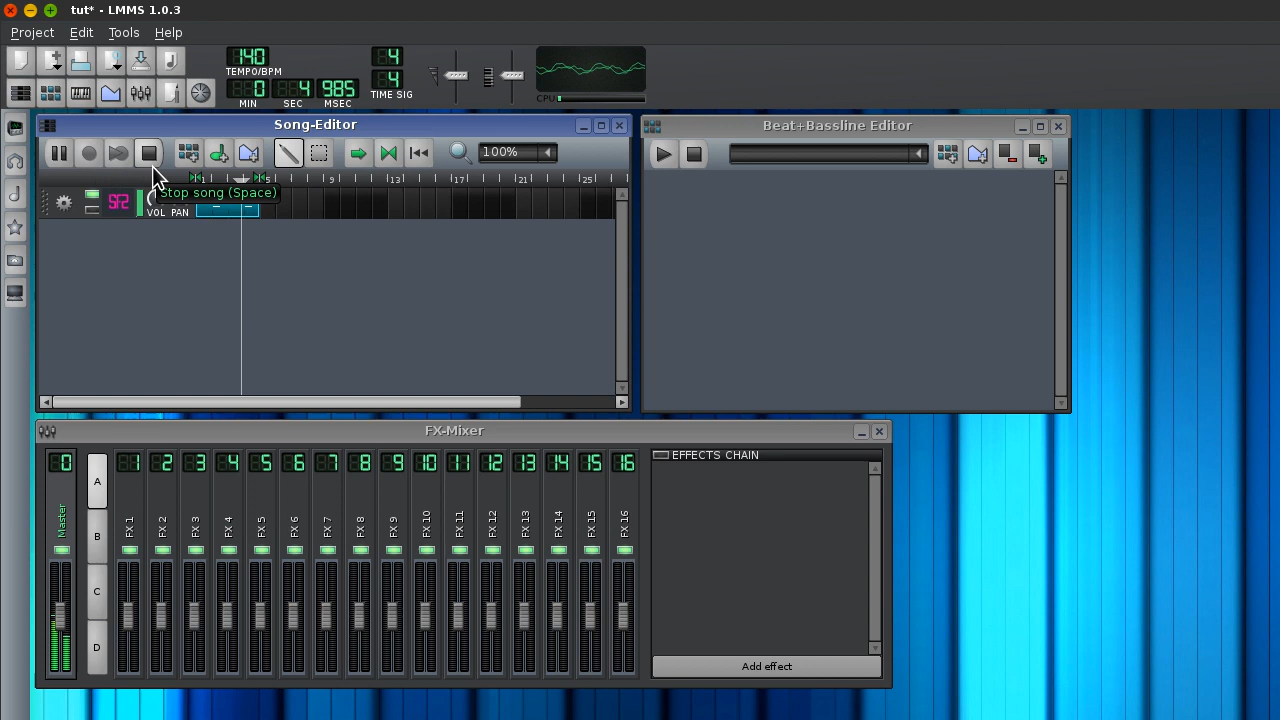 tut* - LMMS 1.0.3
Project Edit Tools Help
140
TEMPO/BPM
0 4 985
MIN SEC MSEC
4
4
TIME SIG
CPU
Song-Editor
100%
1 5 9 13 17 21 25
Stop song (Space)
SF2
VOL PAN
Beat+Bassline Editor
FX-Mixer
0 1 2 3 4 5 6 7 8 9 10 11 12 13 14 15 16
Master FX 1 FX 2 FX 3 FX 4 FX 5 FX 6 FX 7 FX 8 FX 9 FX 10 FX 11 FX 12 FX 13 FX 14 FX 15 FX 16
A
B
C
D
EFFECTS CHAIN
Add effect